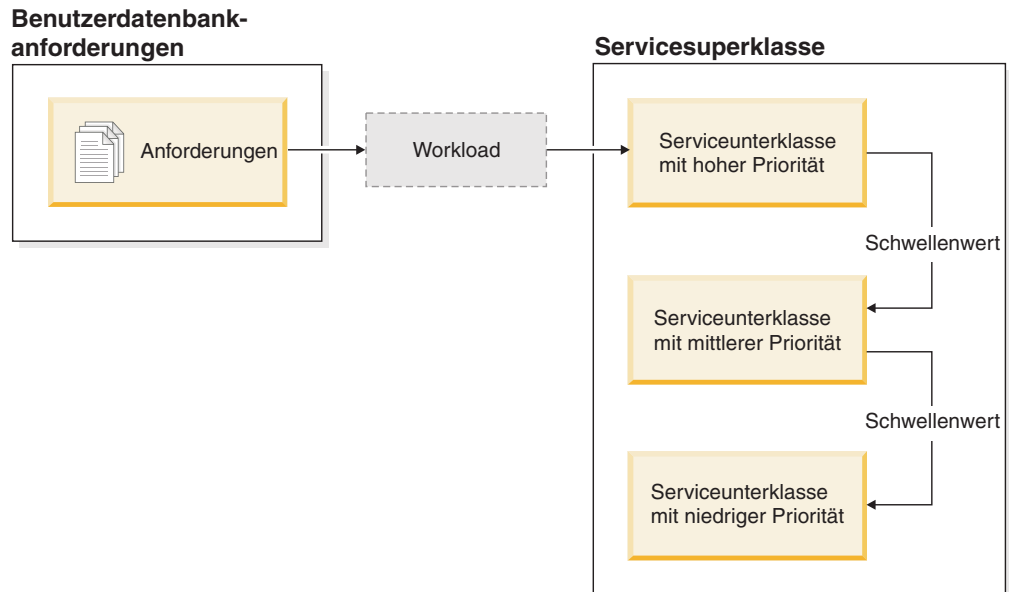 Benutzerdatenbank-
anforderungen
Anforderungen
Workload
Servicesuperklasse
Serviceunterklasse
mit hoher Priorität
Schwellenwert
Serviceunterklasse
mit mittlerer Priorität
Schwellenwert
Serviceunterklasse
mit niedriger Priorität